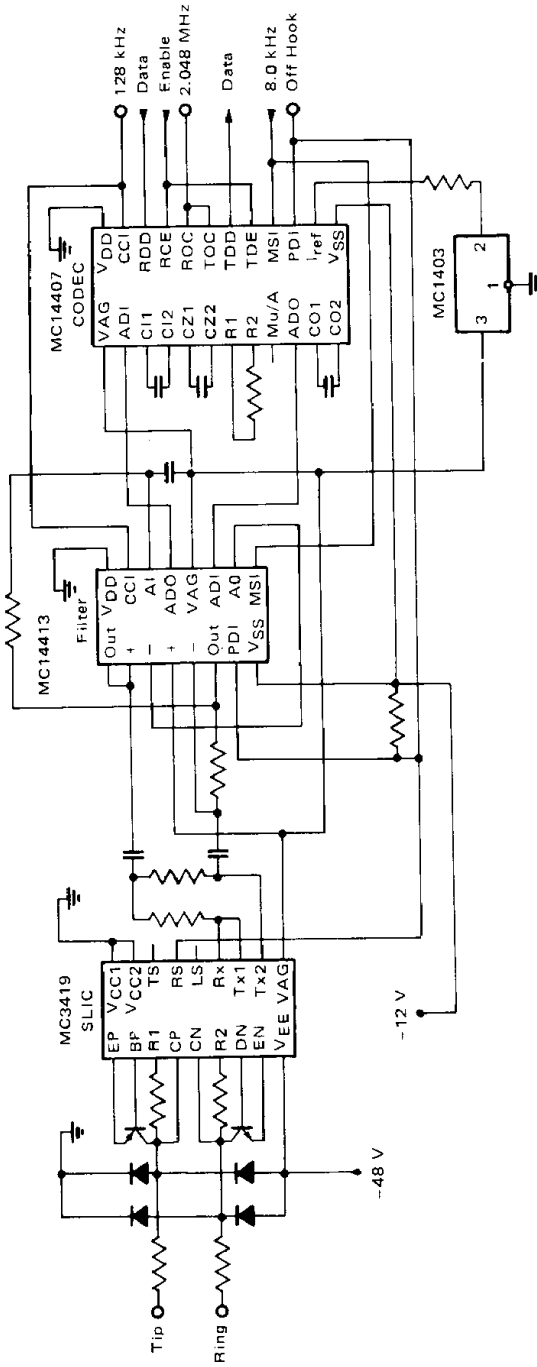 Tip
Ring
MC3419
SLIC
EP
BP
R1
CP
CN
R2
DN
EN
VEE
VCC1
VCC2
TS
RS
LS
Rx
Tx1
Tx2
VAG
-48 V
-12 V
MC14413
Filter
Out
+
−
+
−
Out
PDI
VSS
VDD
CCI
AI
ADO
VAG
ADI
AO
MSI
MC14407
CODEC
VAG
ADI
CI1
CI2
CZ1
CZ2
R1
R2
Mu/A
ADO
CO1
CO2
VDD
CCI
RDD
RCE
ROC
TOC
TDD
TDE
MSI
PDI
Iref
VSS
128 kHz
Data
Enable
2.048 MHz
Data
8.0 kHz
Off Hook
MC1403
3
1
2